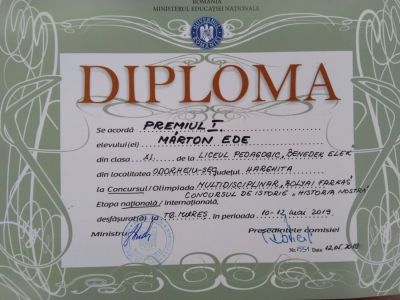 ROMÂNIA
MINISTERUL EDUCAȚIEI NAȚIONALE
DIPLOMA
Se acordă PREMIUL I
elevului(ei) MÁRTON EDE
din clasa XI de la LICEUL PEDAGOGIC „BENEDEK ELEK"
din localitatea ODORHEIU-SEC județul HARGHITA
la Concursul/Olimpiada MULTIDISCIPLINAR „BOLYAI FARKAS"
CONCURSUL DE ISTORIE „HISTORIA NOSTRA"
Etapa națională/internațională,
desfășurat(ă) la TG. MUREȘ în perioada 10-12 mai 2019
Ministru Președintele comisiei
Nr. Data 12.05.2019